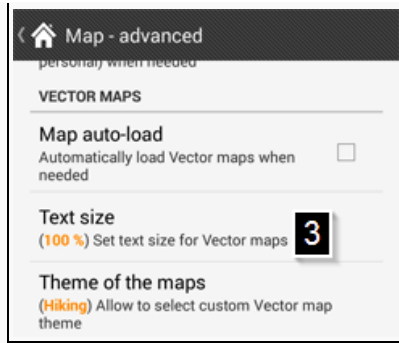 Map - advanced
personal) when needed
VECTOR MAPS
Map auto-load
Automatically load Vector maps when
needed
Text size
(100 %) Set text size for Vector maps
3
Theme of the maps
(Hiking) Allow to select custom Vector map
theme